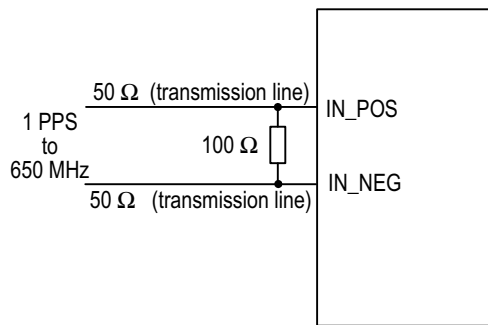 50 Ω (transmission line)
IN_POS
1 PPS
to
650 MHz
100 Ω
IN_NEG
50 Ω (transmission line)